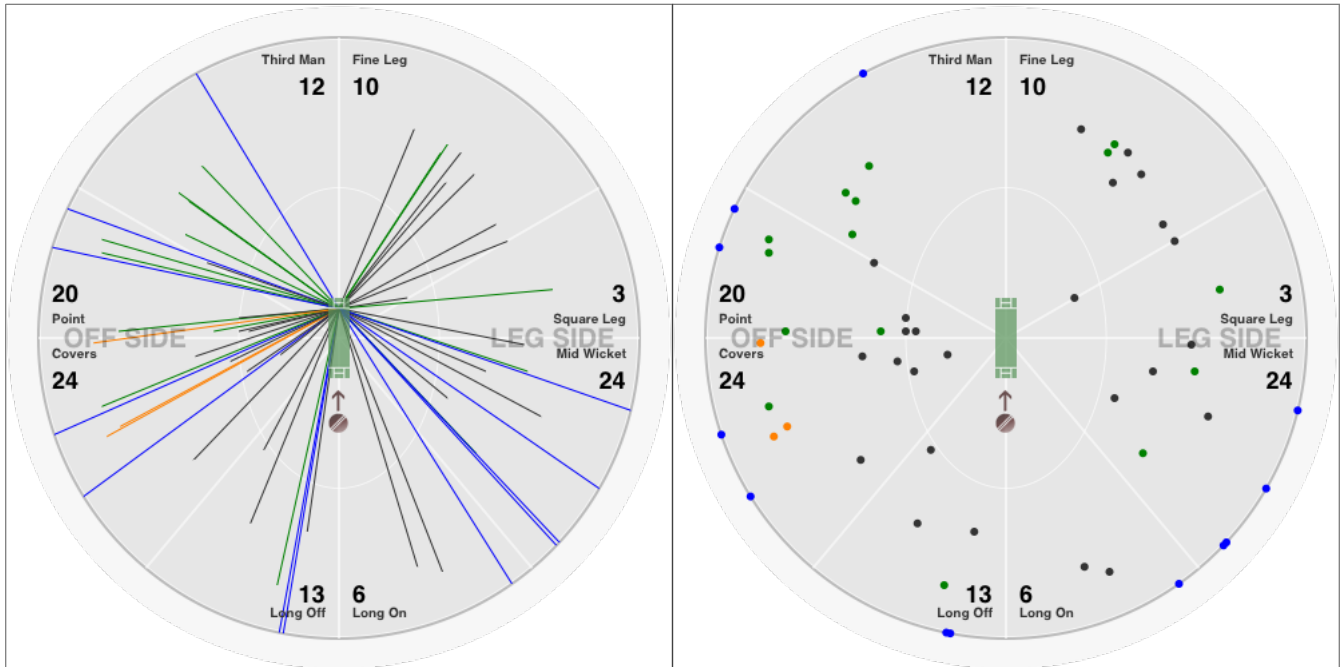 Third Man
Fine Leg
12
10
20
Point
OFF SIDE
Covers
24
3
Square Leg
LEG SIDE
Mid Wicket
24
13
Long Off
6
Long On
Third Man
Fine Leg
12
10
20
Point
OFF SIDE
Covers
24
3
Square Leg
LEG SIDE
Mid Wicket
24
13
Long Off
6
Long On